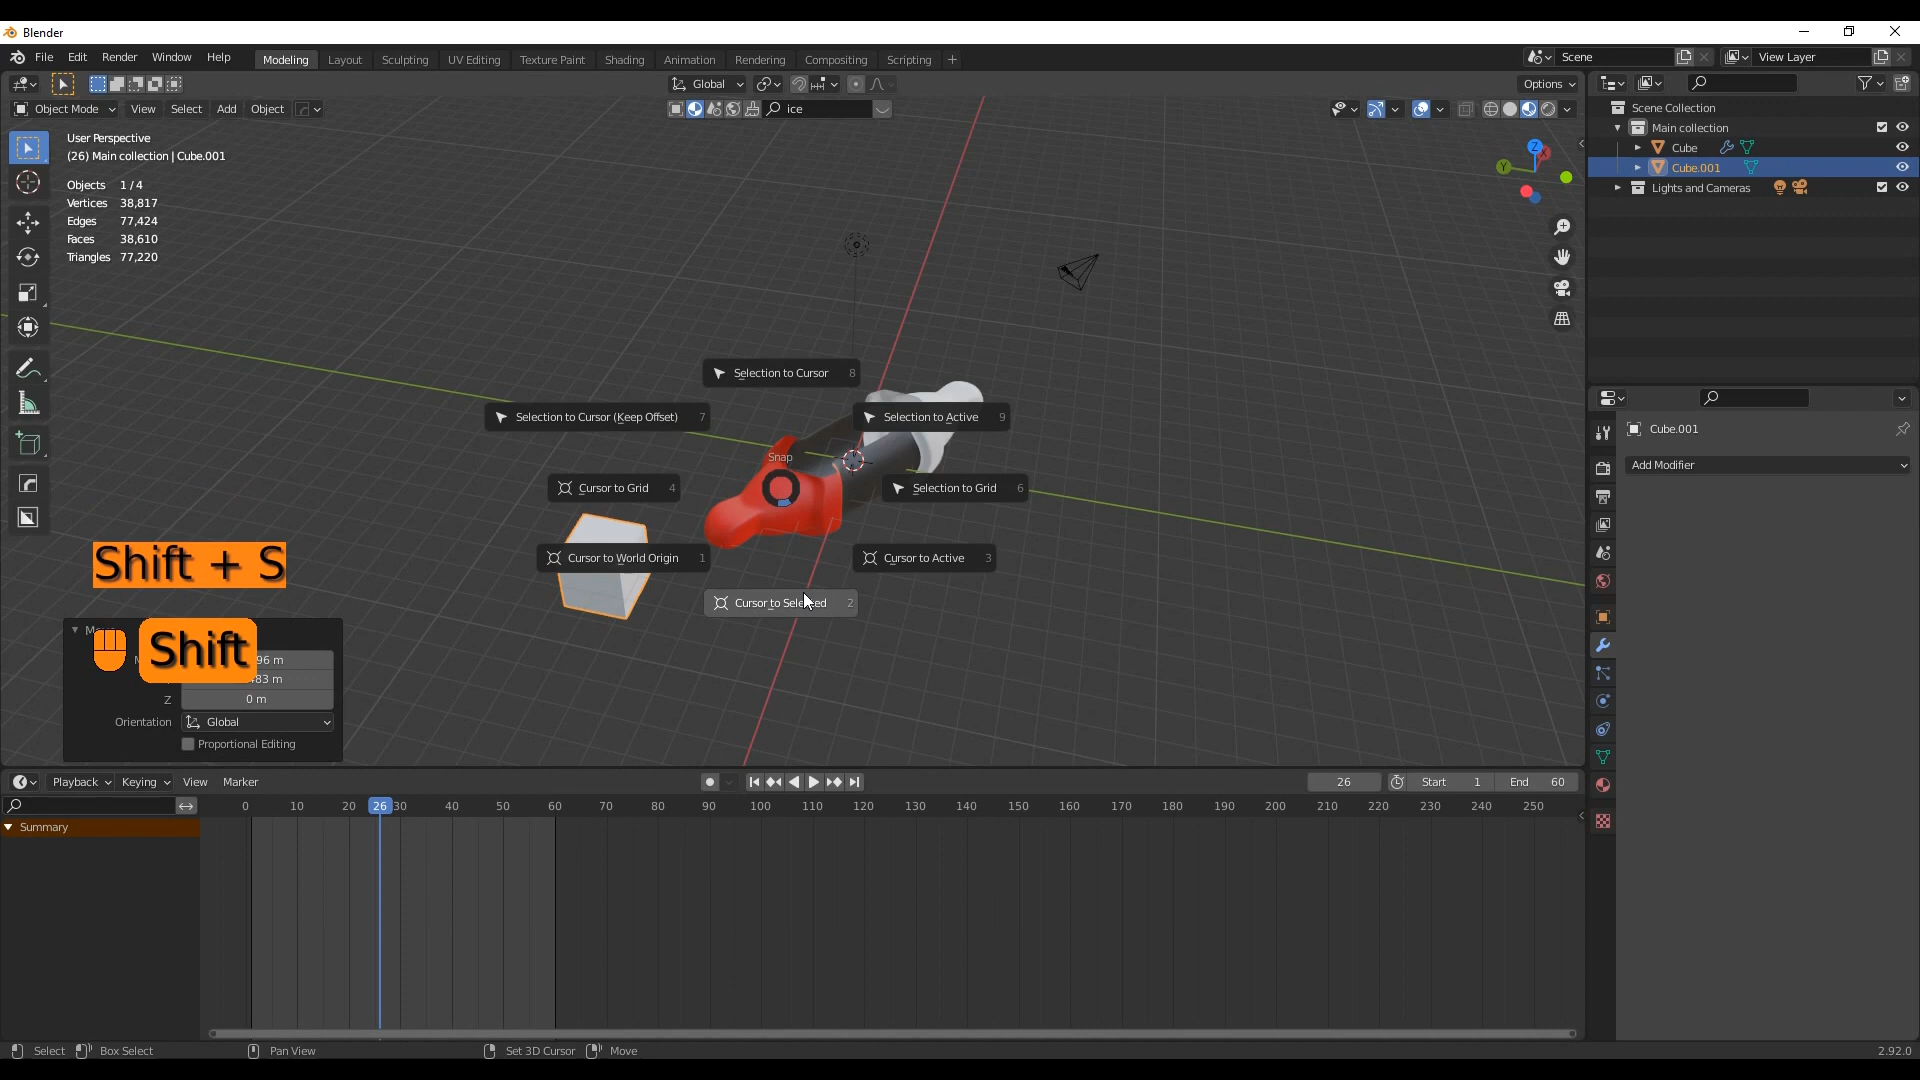 Blender
File Edit Render Window Help
Modeling Layout Sculpting UV Editing Texture Paint Shading Animation Rendering Compositing Scripting +
Scene
View Layer
Global
Options
Object Mode View Select Add Object
ice
User Perspective
(26) Main collection | Cube.001
Objects 1 / 4
Vertices 38,817
Edges 77,424
Faces 38,610
Triangles 77,220
Scene Collection
Main collection
Cube
Cube.001
Lights and Cameras
Z
Y
X
Selection to Cursor 8
Selection to Cursor (Keep Offset) 7
Selection to Active 9
Snap
Cursor to Grid 4
Selection to Grid 6
Cursor to World Origin 1
Cursor to Active 3
Cursor to Selected 2
Shift + S
Shift
96 m
83 m
Z 0 m
Orientation Global
Proportional Editing
Cube.001
Add Modifier
Playback Keying View Marker
26
Start 1
End 60
0 10 20 26 30 40 50 60 70 80 90 100 110 120 130 140 150 160 170 180 190 200 210 220 230 240 250
Summary
Select Box Select Pan View Set 3D Cursor Move
2.92.0